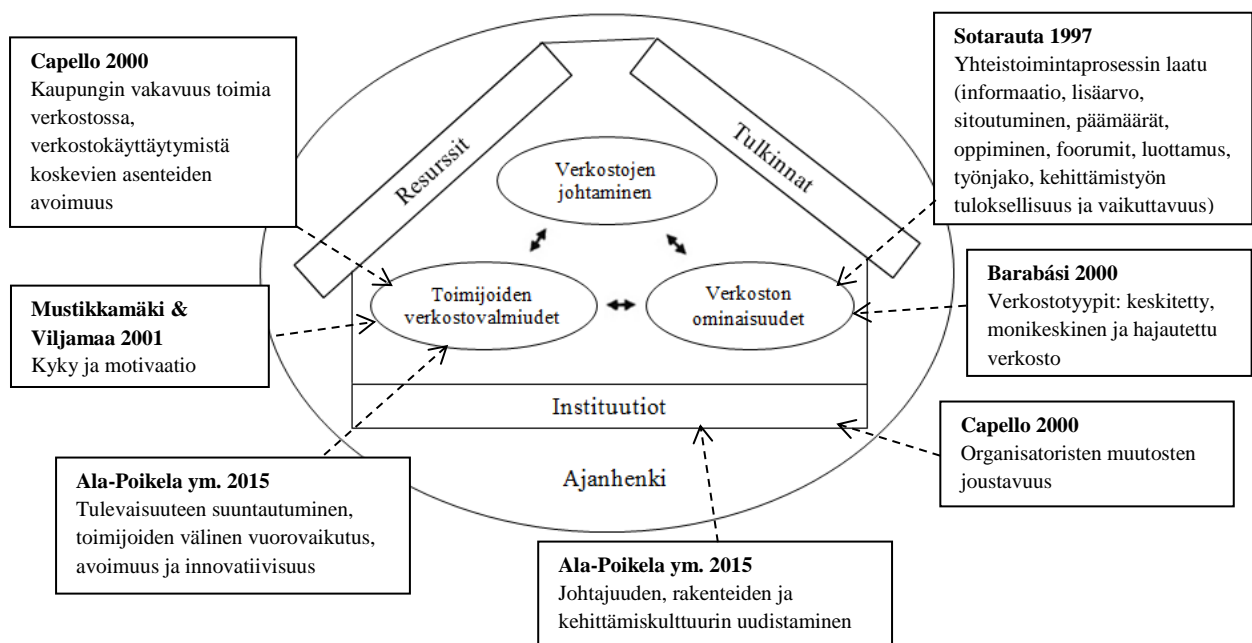 Capello 2000
Kaupungin vakavuus toimia
verkostossa,
verkostokäyttäytymistä
koskevien asenteiden
avoimuus
Mustikkamäki &
Viljamaa 2001
Kyky ja motivaatio
Ala-Poikela ym. 2015
Tulevaisuuteen suuntautuminen,
toimijoiden välinen vuorovaikutus,
avoimuus ja innovatiivisuus
Resurssit
Tulkinnat
Verkostojen
johtaminen
Toimijoiden
verkostovalmiudet
Verkoston
ominaisuudet
Instituutiot
Ajanhenki
Sotarauta 1997
Yhteistoimintaprosessin laatu
(informaatio, lisäarvo,
sitoutuminen, päämäärät,
oppiminen, foorumit, luottamus,
työnjako, kehittämistyön
tuloksellisuus ja vaikuttavuus)
Barabási 2000
Verkostotyypit: keskitetty,
monikeskinen ja hajautettu
verkosto
Capello 2000
Organisatoristen muutosten
joustavuus
Ala-Poikela ym. 2015
Johtajuuden, rakenteiden ja
kehittämiskulttuurin uudistaminen